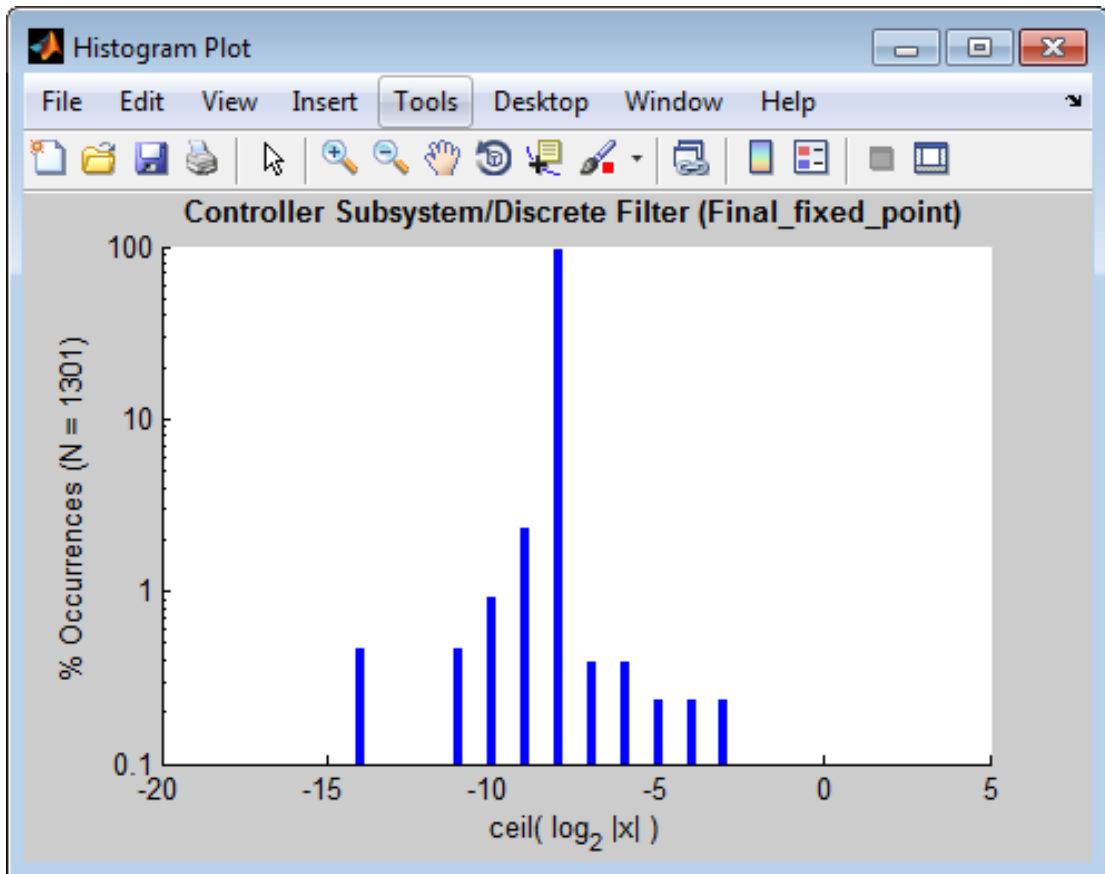 Histogram Plot
File Edit View Insert Tools Desktop Window Help
Controller Subsystem/Discrete Filter (Final_fixed_point)
100
10
1
0.1
% Occurrences (N = 1301)
-20 -15 -10 -5 0 5
ceil( log2 |x| )